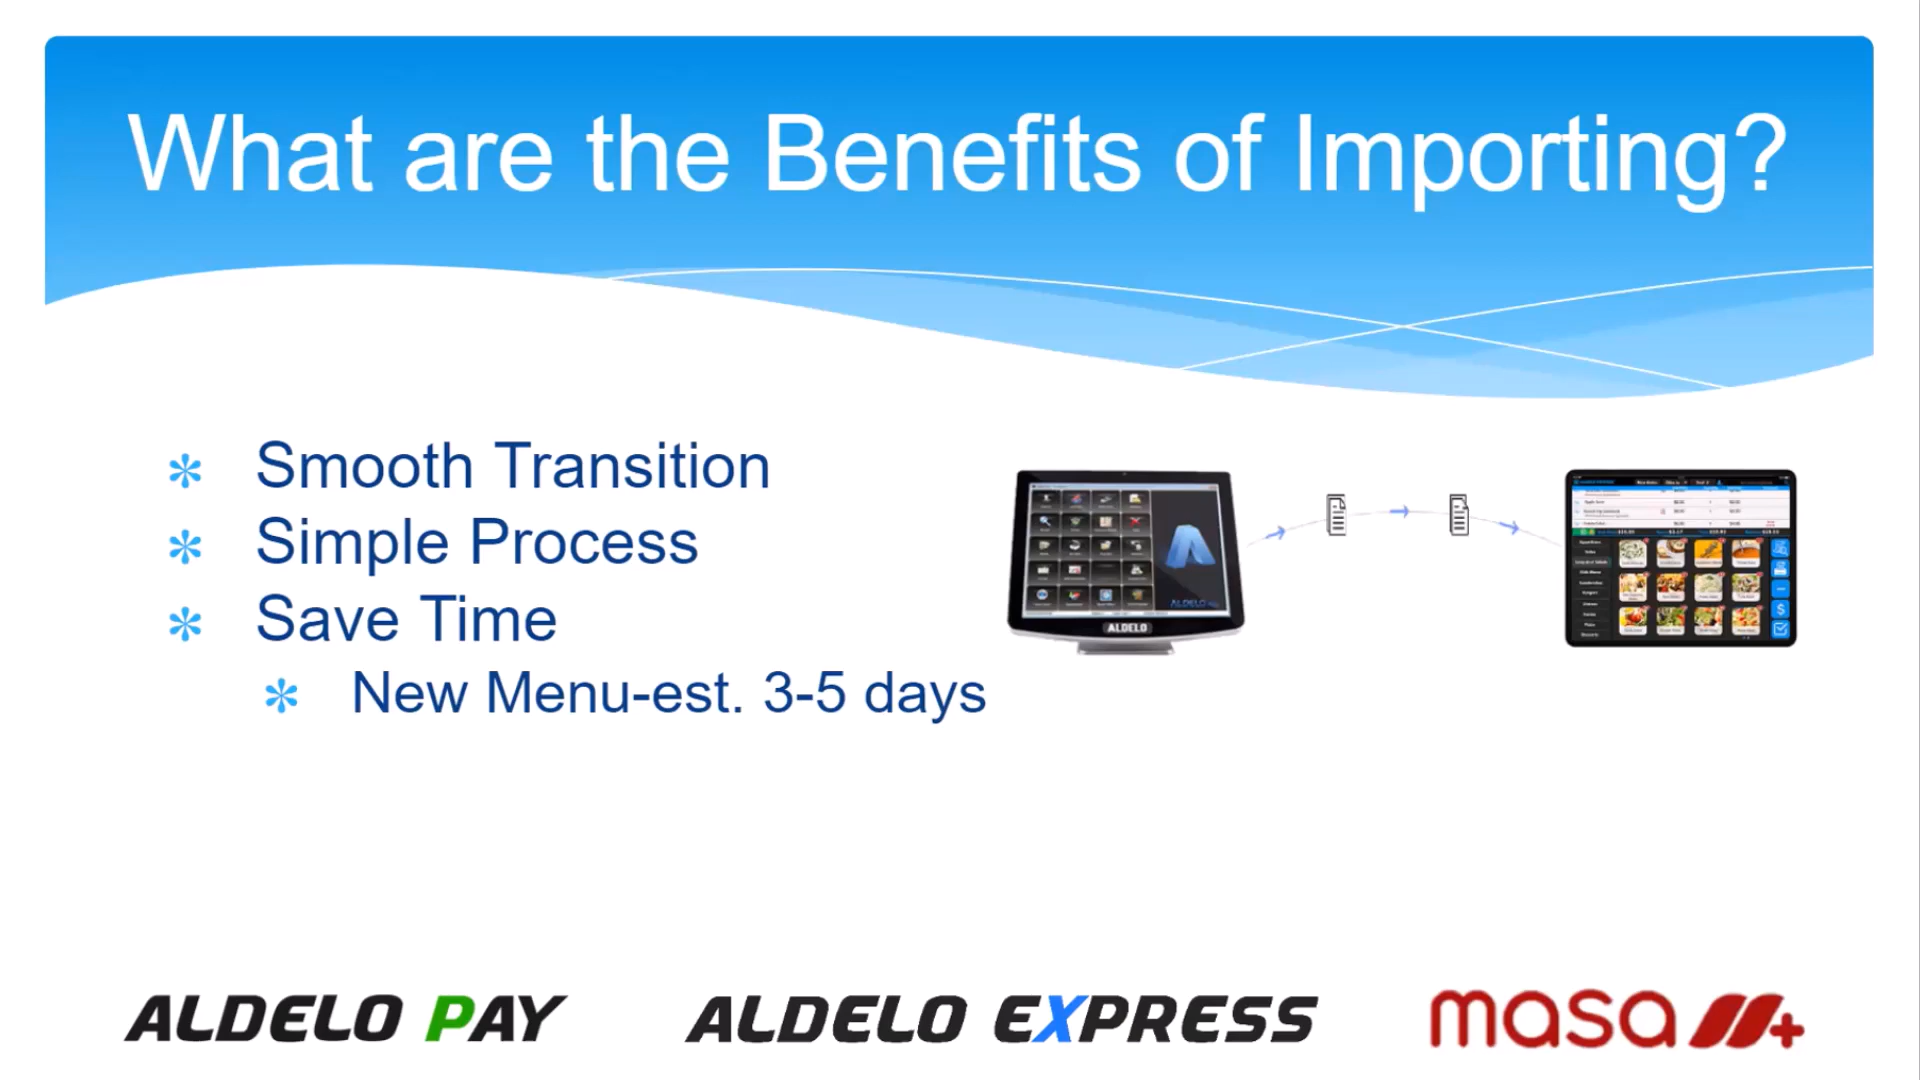 What are the Benefits of Importing?
Smooth Transition
Simple Process
Save Time
New Menu-est. 3-5 days
ALDELO
ALDELO PAY
ALDELO EXPRESS
masa